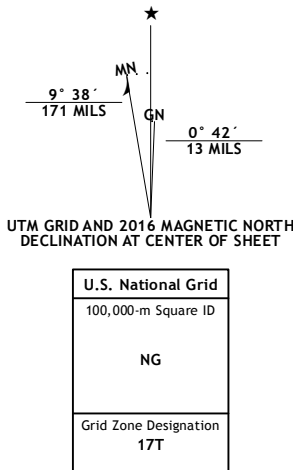 MN
GN
9° 38´
171 MILS
0° 42´
13 MILS
UTM GRID AND 2016 MAGNETIC NORTH
DECLINATION AT CENTER OF SHEET
U.S. National Grid
100,000-m Square ID
NG
Grid Zone Designation
17T